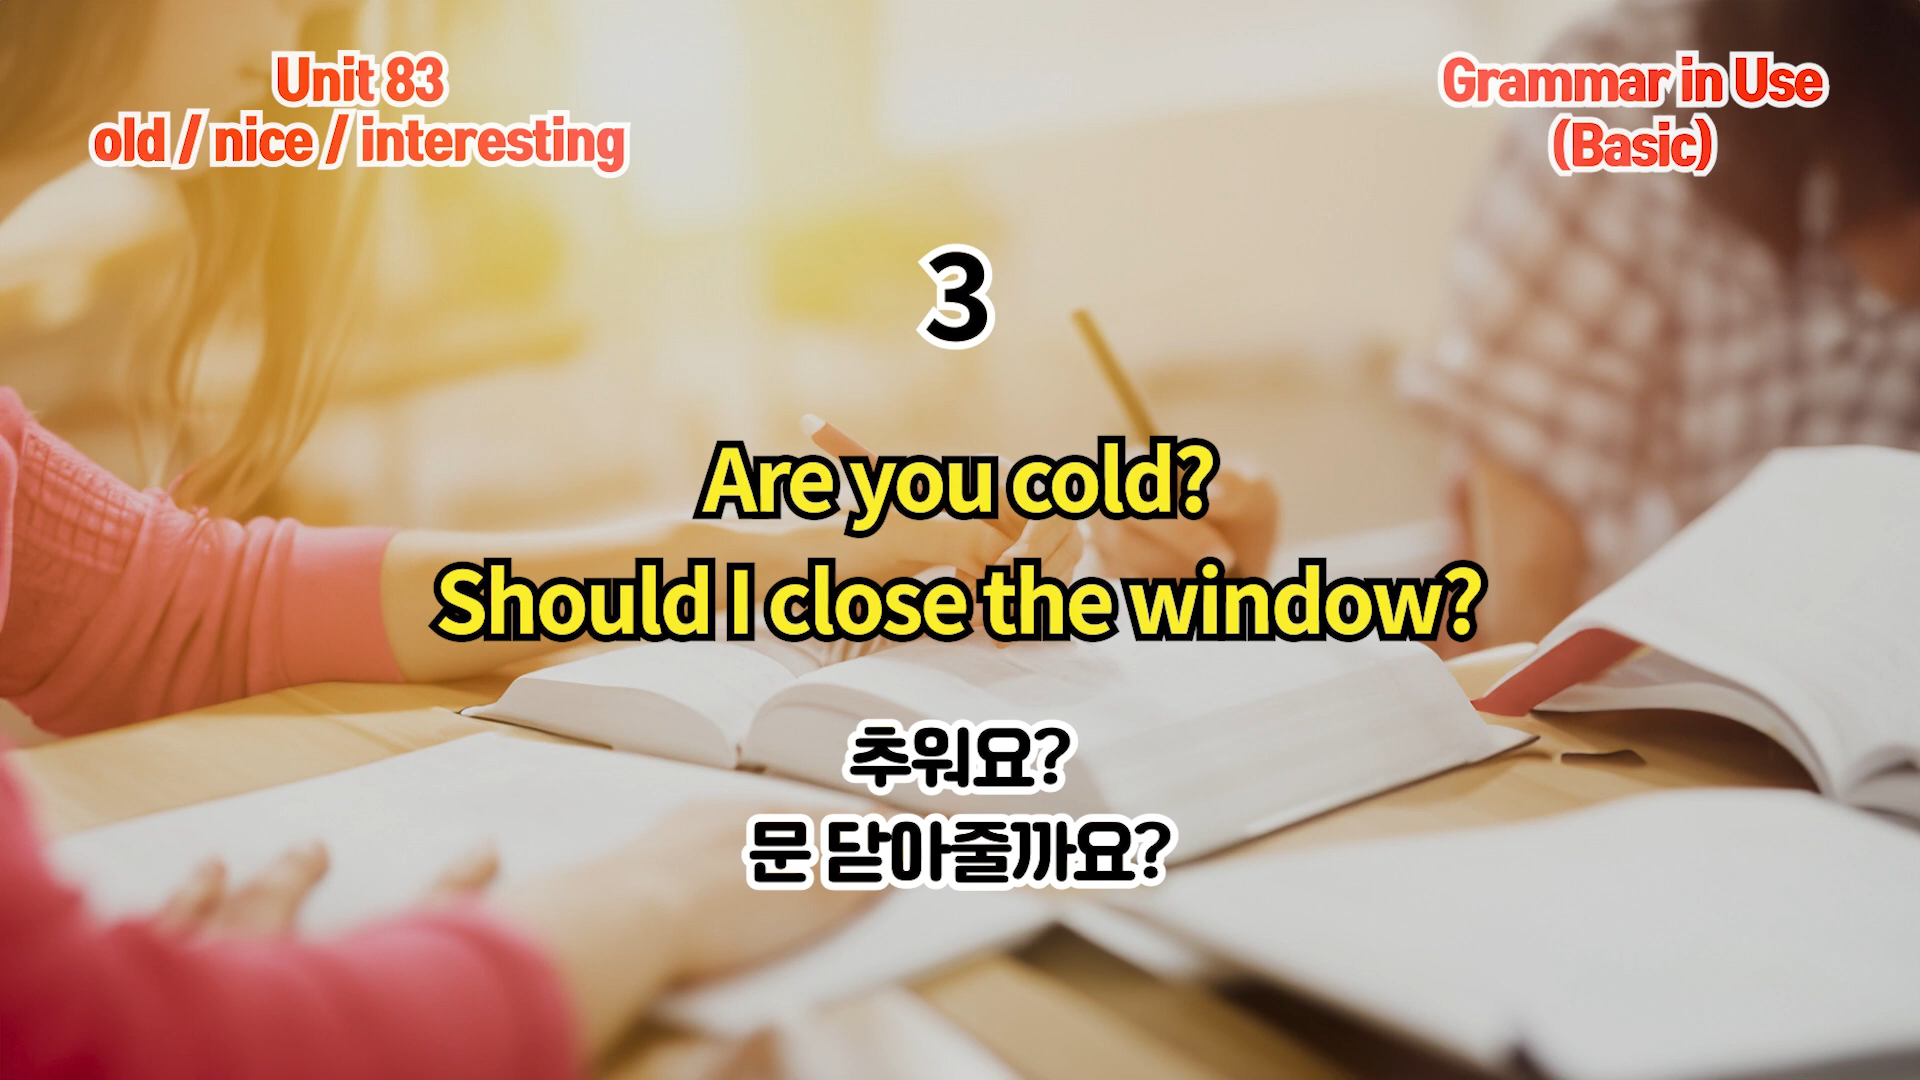 Unit 83
old / nice / interesting
Grammar in Use
(Basic)
3
Are you cold?
Should I close the window?
추워요?
문 닫아줄까요?